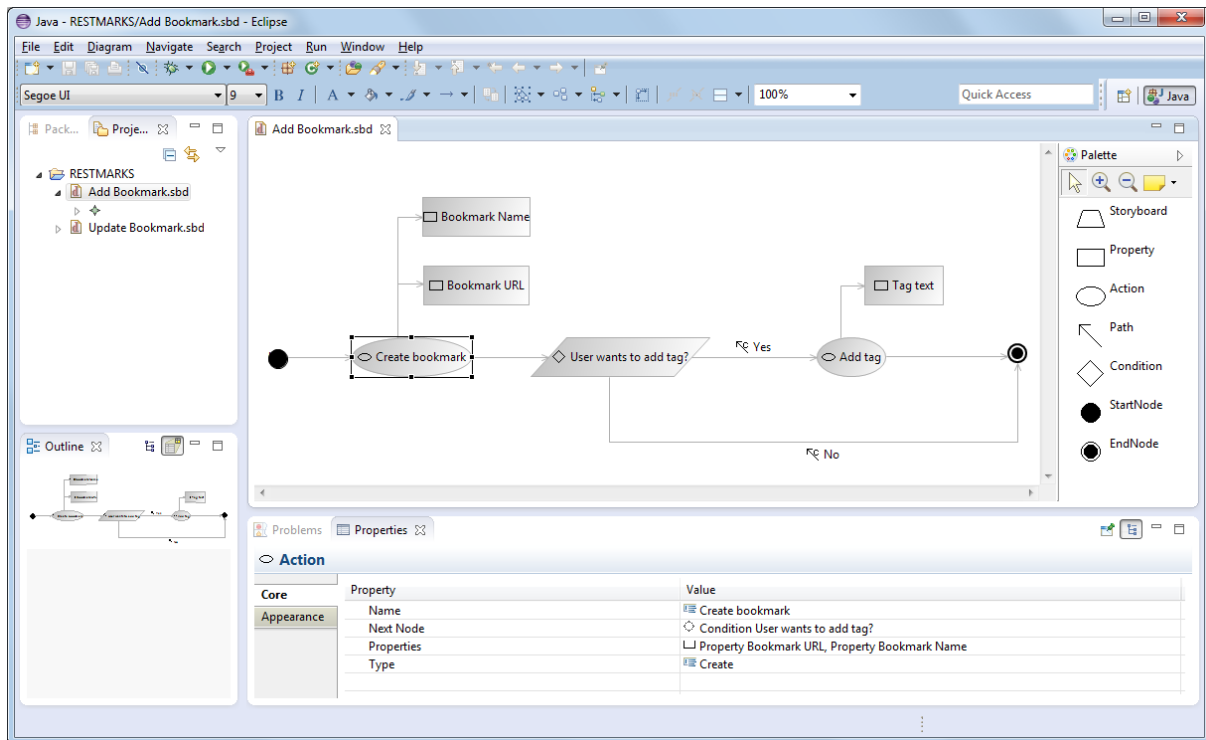 Java - RESTMARKS/Add Bookmark.sbd - Eclipse
File Edit Diagram Navigate Search Project Run Window Help
Segoe UI 9 B I A 100% Quick Access Java
Pack... Proje...
RESTMARKS
Add Bookmark.sbd
Update Bookmark.sbd
Add Bookmark.sbd
Bookmark Name
Bookmark URL
Tag text
Create bookmark
User wants to add tag?
Yes
Add tag
No
Palette
Storyboard
Property
Action
Path
Condition
StartNode
EndNode
Outline
Problems Properties
Action
Core
Appearance
Property Value
Name Create bookmark
Next Node Condition User wants to add tag?
Properties Property Bookmark URL, Property Bookmark Name
Type Create